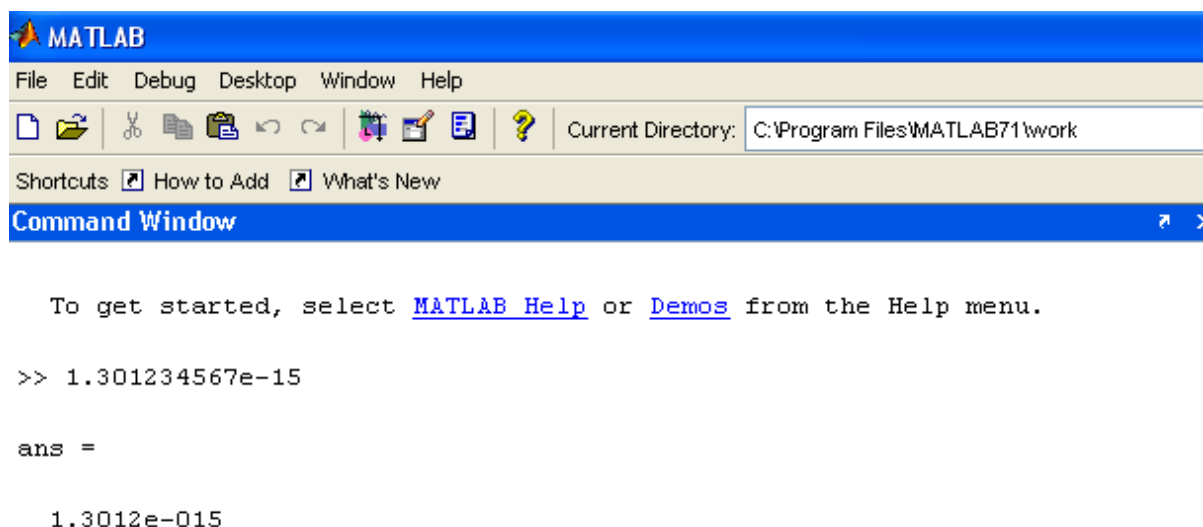 MATLAB
File Edit Debug Desktop Window Help
Current Directory: C:\Program Files\MATLAB71\work
Shortcuts How to Add What's New
Command Window
To get started, select MATLAB Help or Demos from the Help menu.
>> 1.301234567e-15
ans =
1.3012e-015